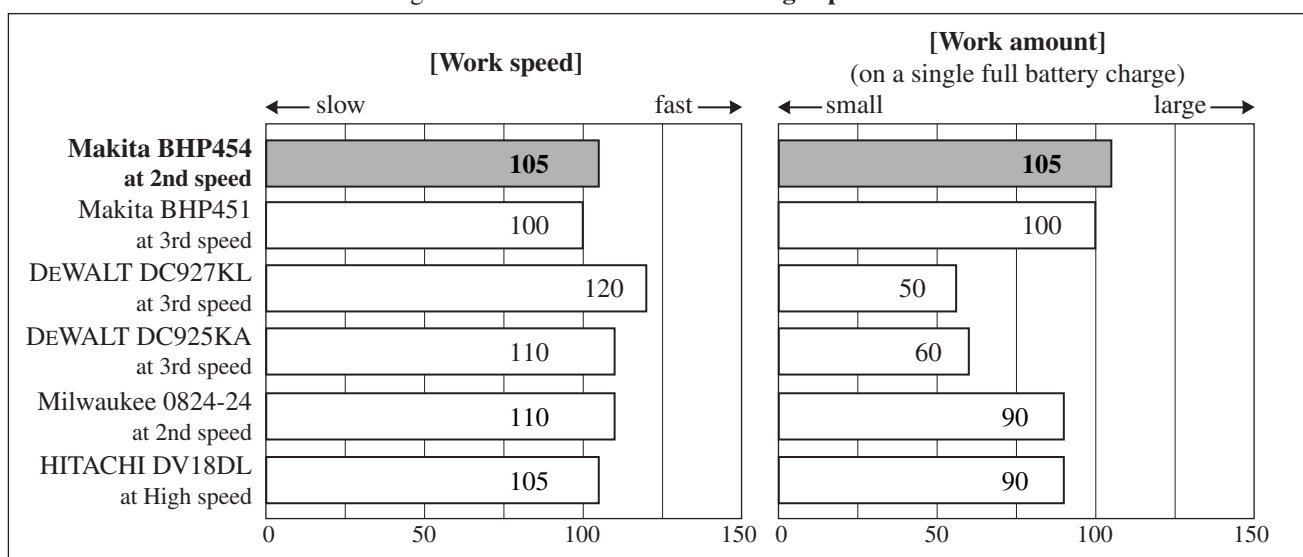 [Work speed]
slow fast
[Work amount]
(on a single full battery charge)
small large
Makita BHP454
at 2nd speed
105
105
Makita BHP451
at 3rd speed
100
100
DEWALT DC927KL
at 3rd speed
120
50
DEWALT DC925KA
at 3rd speed
110
60
Milwaukee 0824-24
at 2nd speed
110
90
HITACHI DV18DL
at High speed
105
90
0 50 100 150
0 50 100 150